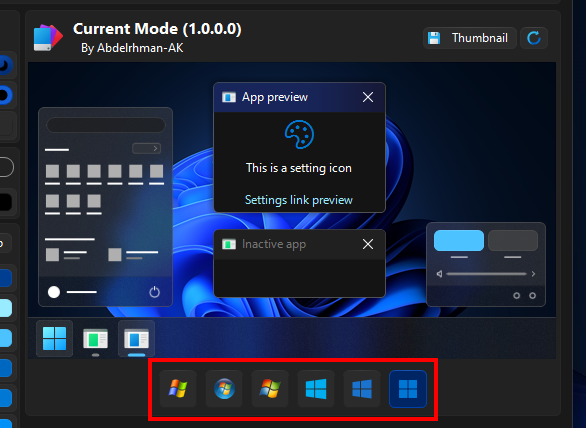 Current Mode (1.0.0.0)
By Abdelrhman-AK
Thumbnail
App preview
This is a setting icon
Settings link preview
Inactive app